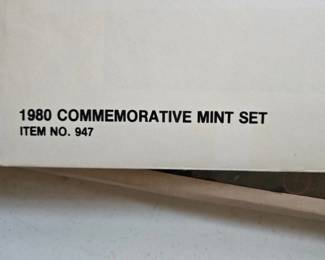 1980 COMMEMORATIVE MINT SET
ITEM NO. 947